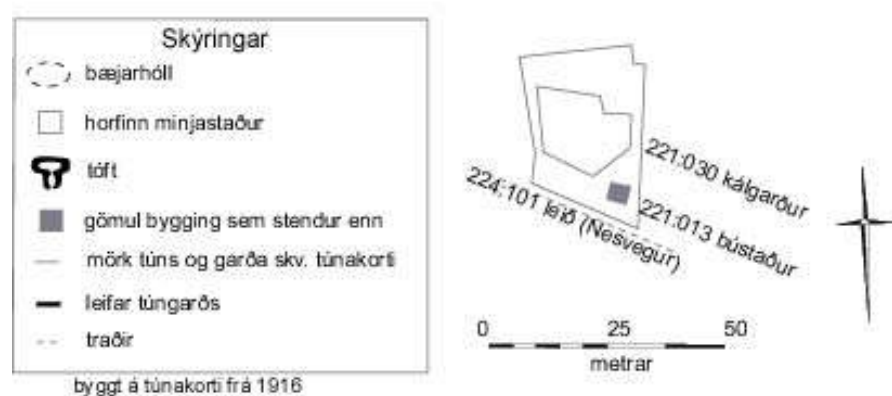 Skýringar
bæjarhóll
horfinn minjastaður
tóft
gömul bygging sem stendur enn
mörk túns og garða skv. túnakorti
leifar túngarðs
traðir
byggt á túnakorti frá 1916
221:030 kálgarður
221:013 bústaður
224:101 leið (Nesvegur)
0 25 50
metrar